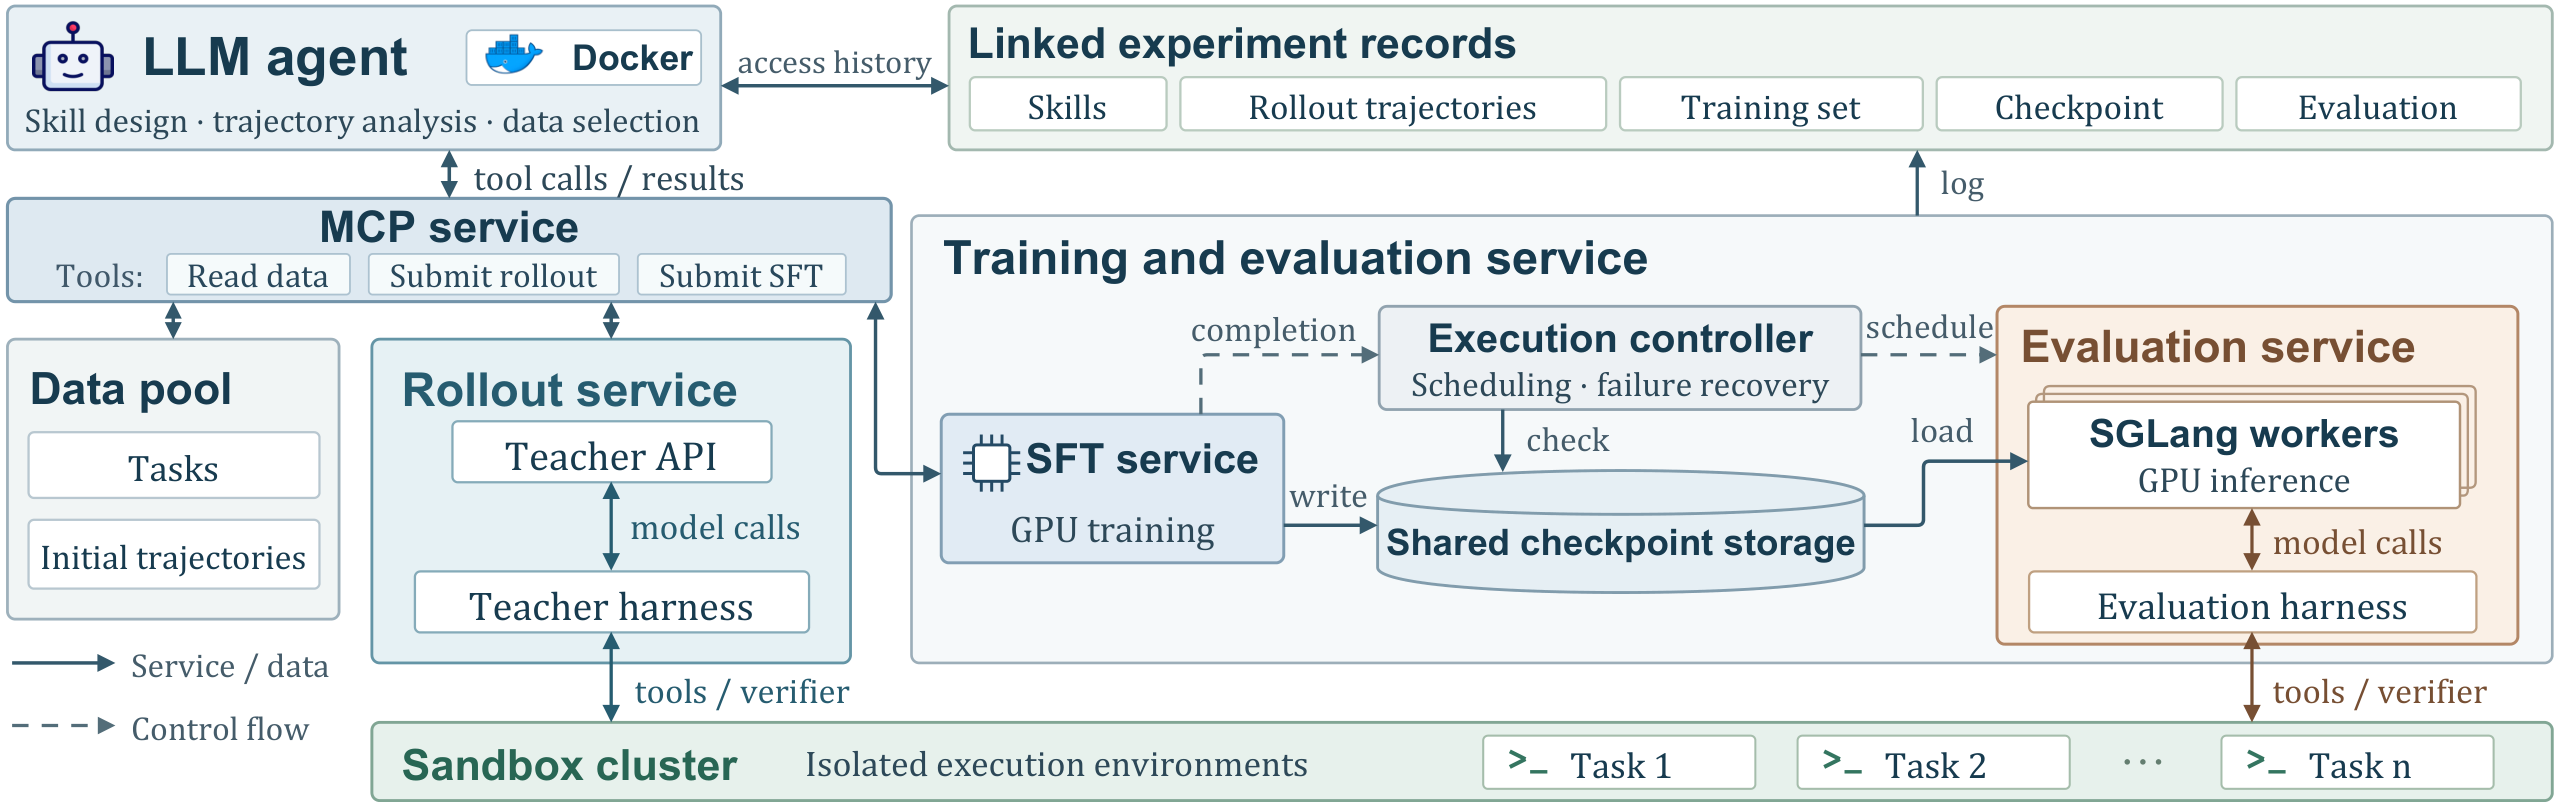 LLM agent
Docker
Skill design · trajectory analysis · data selection
access history
Linked experiment records
Skills
Rollout trajectories
Training set
Checkpoint
Evaluation
tool calls / results
log
MCP service
Tools:
Read data
Submit rollout
Submit SFT
Data pool
Tasks
Initial trajectories
Service / data
Control flow
Rollout service
Teacher API
model calls
Teacher harness
tools / verifier
Training and evaluation service
completion
Execution controller
Scheduling · failure recovery
schedule
check
SFT service
GPU training
write
Shared checkpoint storage
load
Evaluation service
SGLang workers
GPU inference
model calls
Evaluation harness
tools / verifier
Sandbox cluster
Isolated execution environments
>_ Task 1
>_ Task 2
···
>_ Task n